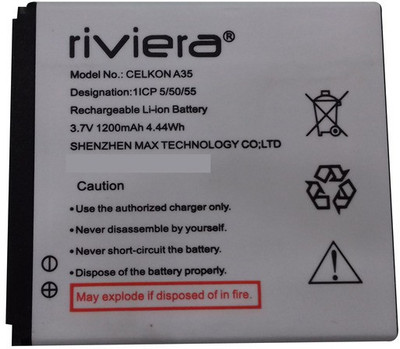 riviera®
Model No.: CELKON A35
Designation:1ICP 5/50/55
Rechargeable Li-ion Battery
3.7V 1200mAh 4.44Wh
SHENZHEN MAX TECHNOLOGY CO;LTD
Caution
•Use the authorized charger only.
•Never disassemble by yourself.
•Never short-circuit the battery.
•Dispose of the battery properly.
May explode if disposed of in fire.